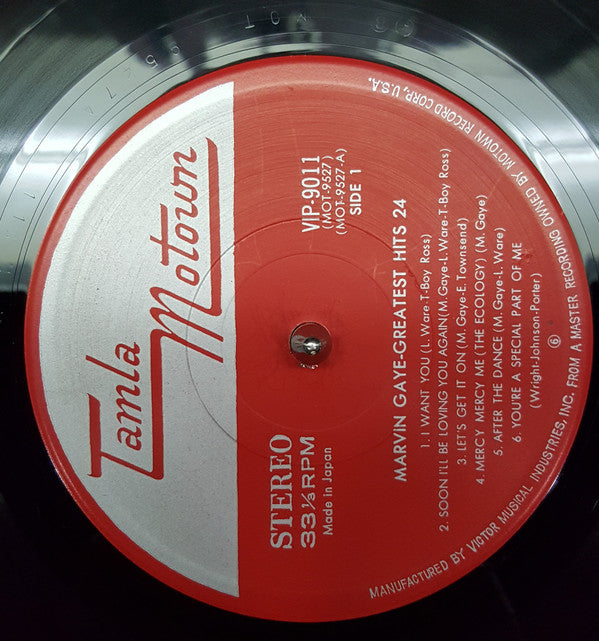 Tamla
Motown
VIP-9011
(MOT-9527)
(MOT-9527-A)
SIDE 1
STEREO
33⅓RPM
Made in Japan
MARVIN GAYE-GREATEST HITS 24
1. I WANT YOU (L. Ware-T-Boy Ross)
2. SOON I'LL BE LOVING YOU AGAIN(M. Gaye-L. Ware-T-Boy Ross)
3. LET'S GET IT ON (M. Gaye-E. Townsend)
4. MERCY MERCY ME (THE ECOLOGY) (M. Gaye)
5. AFTER THE DANCE (M. Gaye-L. Ware)
6. YOU'RE A SPECIAL PART OF ME
(Wright-Johnson-Porter)
⑥
MANUFACTURED BY VICTOR MUSICAL INDUSTRIES, INC. FROM A MASTER RECORDING OWNED BY MOTOWN RECORD CORP., U.S.A.